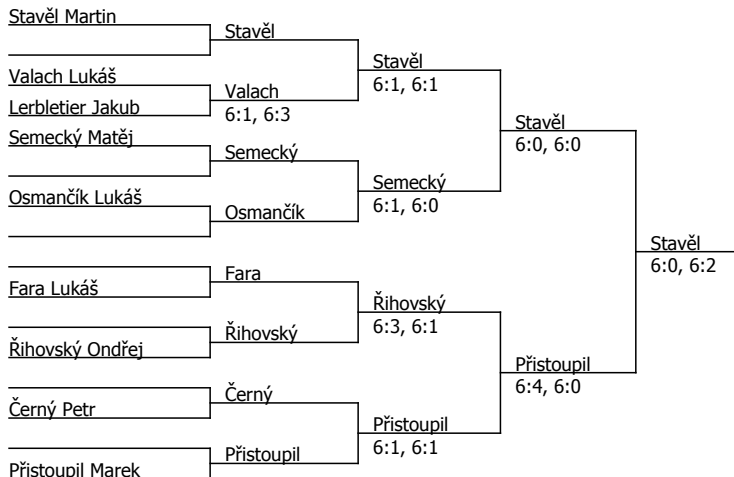 Stavěl Martin
Stavěl
Stavěl
6:1, 6:1
Valach Lukáš
Valach
6:1, 6:3
Lerbletier Jakub
Stavěl
6:0, 6:0
Semecký Matěj
Semecký
Semecký
6:1, 6:0
Osmančík Lukáš
Osmančík
Stavěl
6:0, 6:2
Fara
Fara Lukáš
Řihovský
6:3, 6:1
Řihovský
Řihovský Ondřej
Přistoupil
6:4, 6:0
Černý
Černý Petr
Přistoupil
6:1, 6:1
Přistoupil
Přistoupil Marek